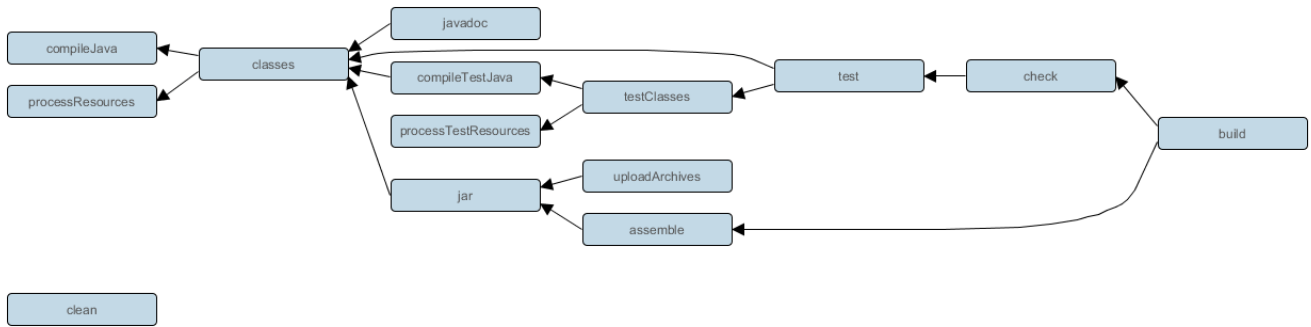 javadoc
compileJava
classes
compileTestJava
test
check
processResources
testClasses
processTestResources
build
uploadArchives
jar
assemble
clean